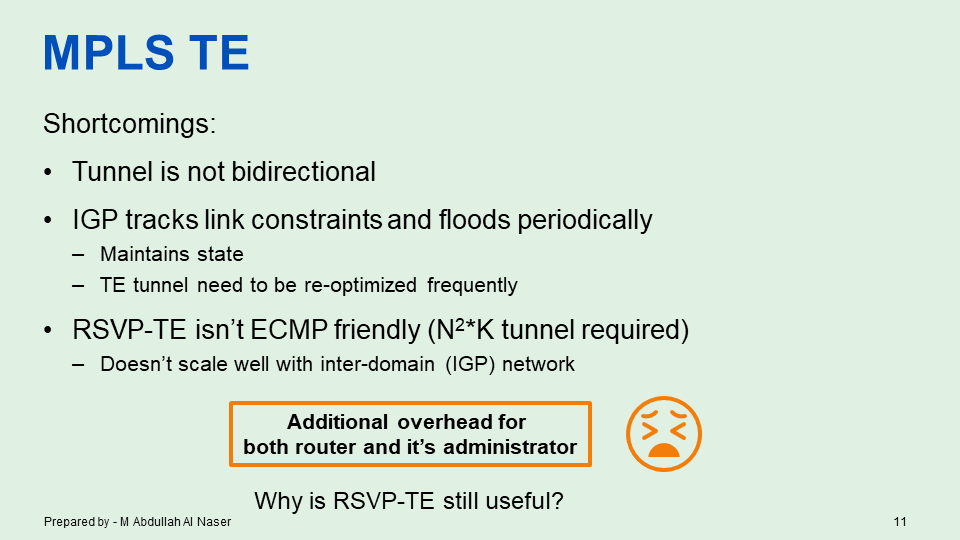 MPLS TE
Shortcomings:
• Tunnel is not bidirectional
• IGP tracks link constraints and floods periodically
– Maintains state
– TE tunnel need to be re-optimized frequently
• RSVP-TE isn’t ECMP friendly (N²*K tunnel required)
– Doesn’t scale well with inter-domain (IGP) network
Additional overhead for
both router and it’s administrator
Why is RSVP-TE still useful?
Prepared by - M Abdullah Al Naser
11